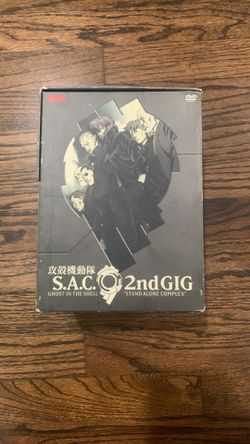 DVD
攻殻機動隊
S.A.C. 2nd GIG
GHOST IN THE SHELL "STAND ALONE COMPLEX"